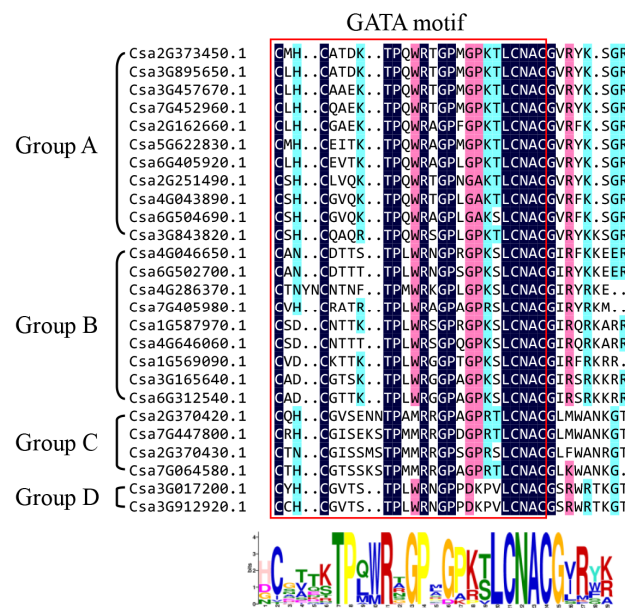 GATA motif
Group A
Csa2G373450.1 CMH..CATDK..TPQWRTGPMGPKTLCNACGVRYK.SGR
Csa3G895650.1 CLH..CATDK..TPQWRTGPMGPKTLCNACGVRYK.SGR
Csa3G457670.1 CLH..CAAEK..TPQWRTGPMGPKTLCNACGVRYK.SGR
Csa7G452960.1 CLH..CQAEK..TPQWRAGPMGPKTLCNACGVRYK.SGR
Csa2G162660.1 CLH..CGAEK..TPQWRAGPFGPKTLCNACGVRFK.SGR
Csa5G622830.1 CMH..CEITK..TPQWRAGPMGPKTLCNACGVRYK.SGR
Csa6G405920.1 CLH..CEVTK..TPQWRAGPLGPKTLCNACGVRYK.SGR
Csa2G251490.1 CSH..CLVQK..TPQWRTGPNGAKTLCNACGVRYK.SGR
Csa4G043890.1 CSH..CGVQK..TPQWRTGPLGAKTLCNACGVRFK.SGR
Csa6G504690.1 CSH..CGVQK..TPQWRAGPLGAKSLCNACGVRFK.SGR
Csa3G843820.1 CSH..CQAQR..TPQWRSGPLGPKTLCNACGVRYKKSGR
Group B
Csa4G046650.1 CAN..CDTTS..TPLWRNGPRGPKSLCNACGIRFKKEER
Csa6G502700.1 CAN..CDTTT..TPLWRNGPSGPKSLCNACGIRYKKEER
Csa4G286370.1 CTNYNCNTNF..TPMWRKGPLGPKSLCNACGIRYRKE..
Csa7G405980.1 CVH..CRATR..TPLWRAGPAGPRSLCNACGIRYRKM..
Csa1G587970.1 CSD..CNTTK..TPLWRSGPRGPKSLCNACGIRQRKARR
Csa4G646060.1 CSD..CNTTT..TPLWRSGPQGPKSLCNACGIRQRKARR
Csa1G569090.1 CVD..CKTTK..TPLWRGGPTGPKSLCNACGIRFRKRR.
Csa3G165640.1 CAD..CGTSK..TPLWRGGPAGPKSLCNACGIRSRKKRR
Csa6G312540.1 CAD..CGTTK..TPLWRGGPAGPKSLCNACGIRSRKARR
Group C
Csa2G370420.1 CQH..CGVSENNTPAMRRGPAGPRTLCNACGLMWANKGT
Csa7G447800.1 CRH..CGISEKSTPMMRRGPDGPRTLCNACGLMWANKGT
Csa2G370430.1 CTN..CGISSMSTPMMRRGPSGPRSLCNACGLFWANRGT
Csa7G064580.1 CTH..CGTSSKSTPMMRRGPAGPRTLCNACGLKWANKG.
Group D
Csa3G017200.1 CYH..CGVTS..TPLWRNGPPDKPVLCNACGSRWRTKGT
Csa3G912920.1 CCH..CGVTS..TPLWRNGPPEKPVLCNACGSRWRTKGT